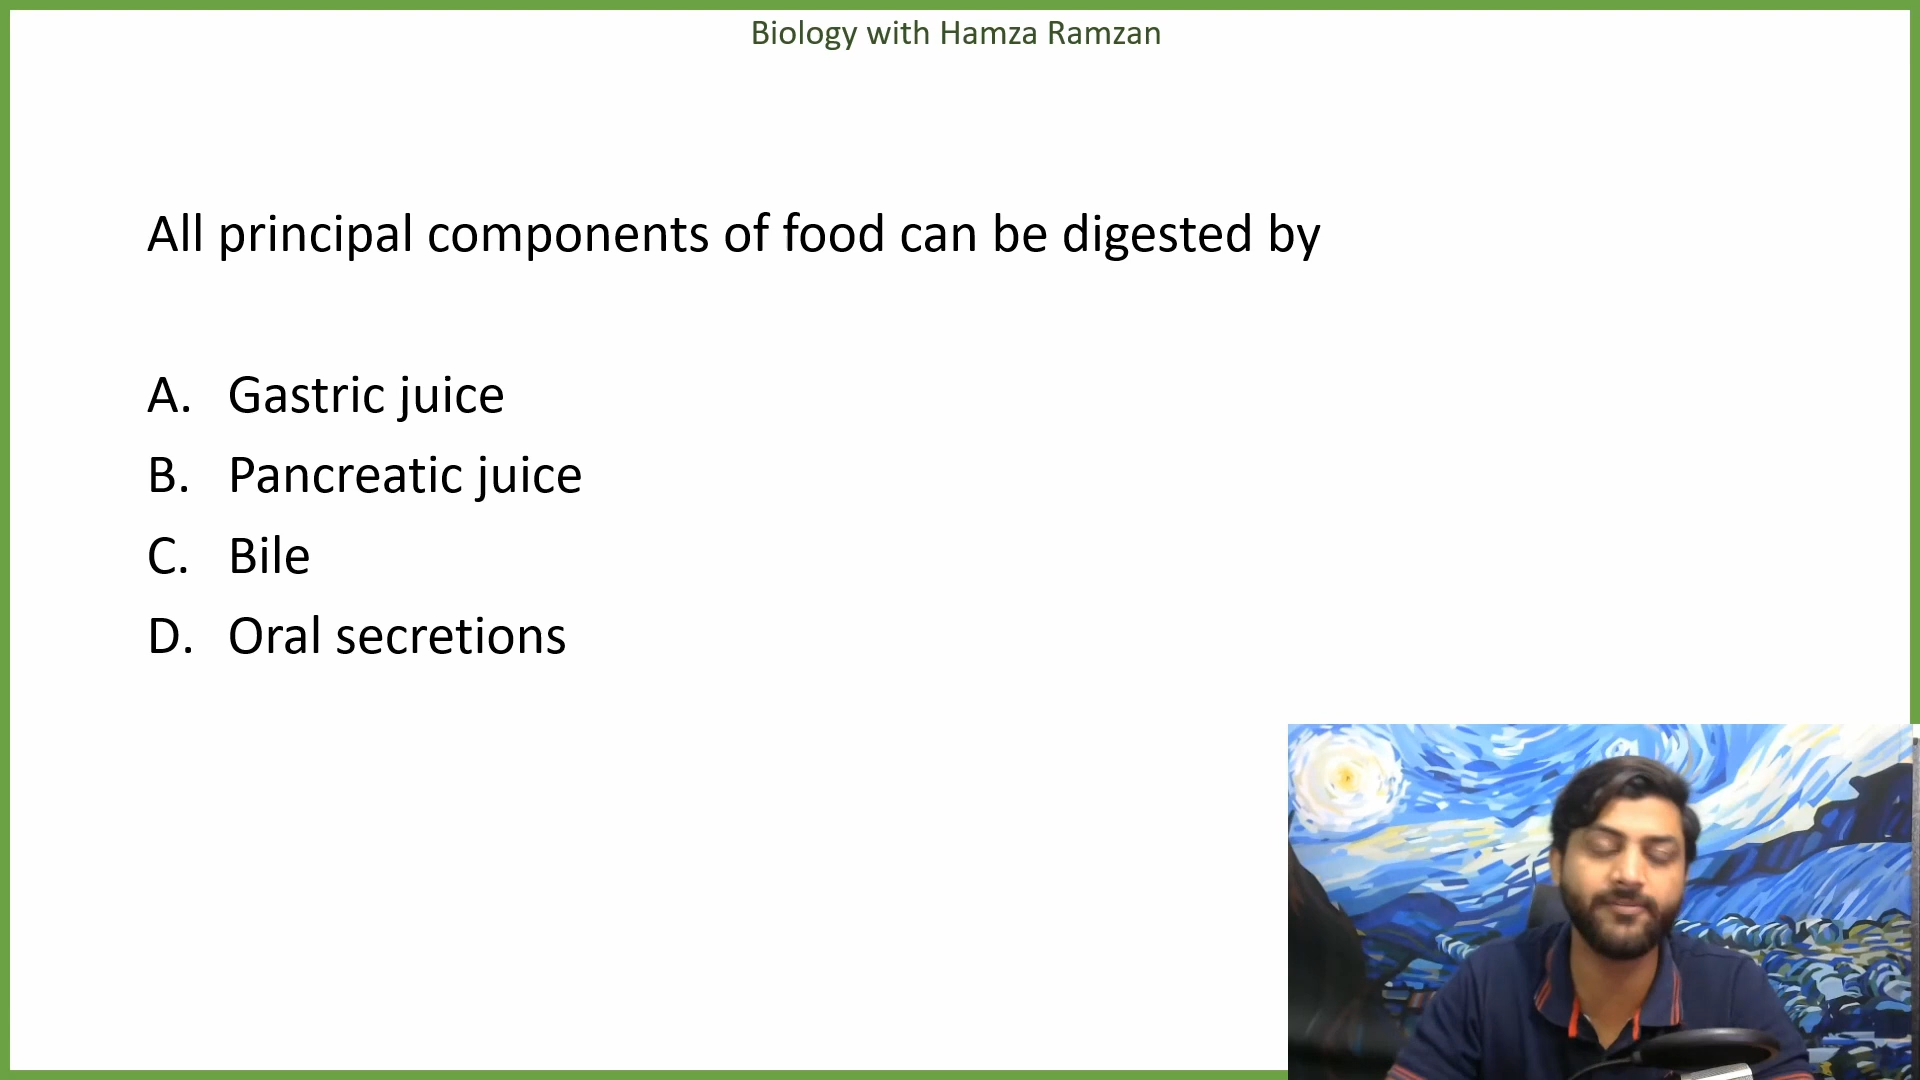 Biology with Hamza Ramzan
All principal components of food can be digested by
A. Gastric juice
B. Pancreatic juice
C. Bile
D. Oral secretions